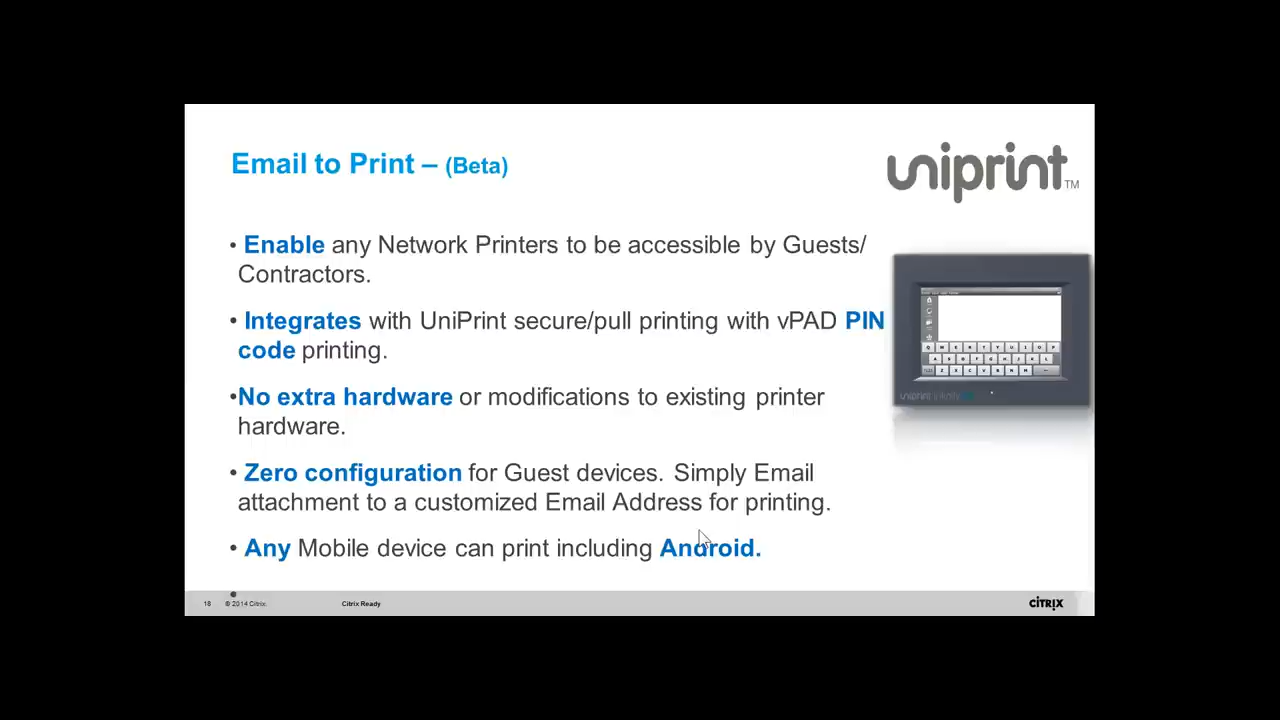 Email to Print – (Beta)
uniprint TM
• Enable any Network Printers to be accessible by Guests/
Contractors.
• Integrates with UniPrint secure/pull printing with vPAD PIN
code printing.
•No extra hardware or modifications to existing printer
hardware.
• Zero configuration for Guest devices. Simply Email
attachment to a customized Email Address for printing.
• Any Mobile device can print including Android.
Q W E R T Y U I O P
A S D F G H J K L
Z X C V B N M
uniprint
18 © 2014 Citrix. Citrix Ready CITRIX